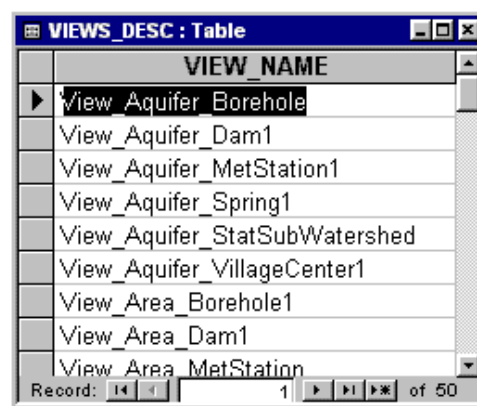 VIEWS_DESC : Table
VIEW_NAME
View_Aquifer_Borehole
View_Aquifer_Dam1
View_Aquifer_MetStation1
View_Aquifer_Spring1
View_Aquifer_StatSubWatershed
View_Aquifer_VillageCenter1
View_Area_Borehole1
View_Area_Dam1
View_Area_MetStation
Record: 1 of 50